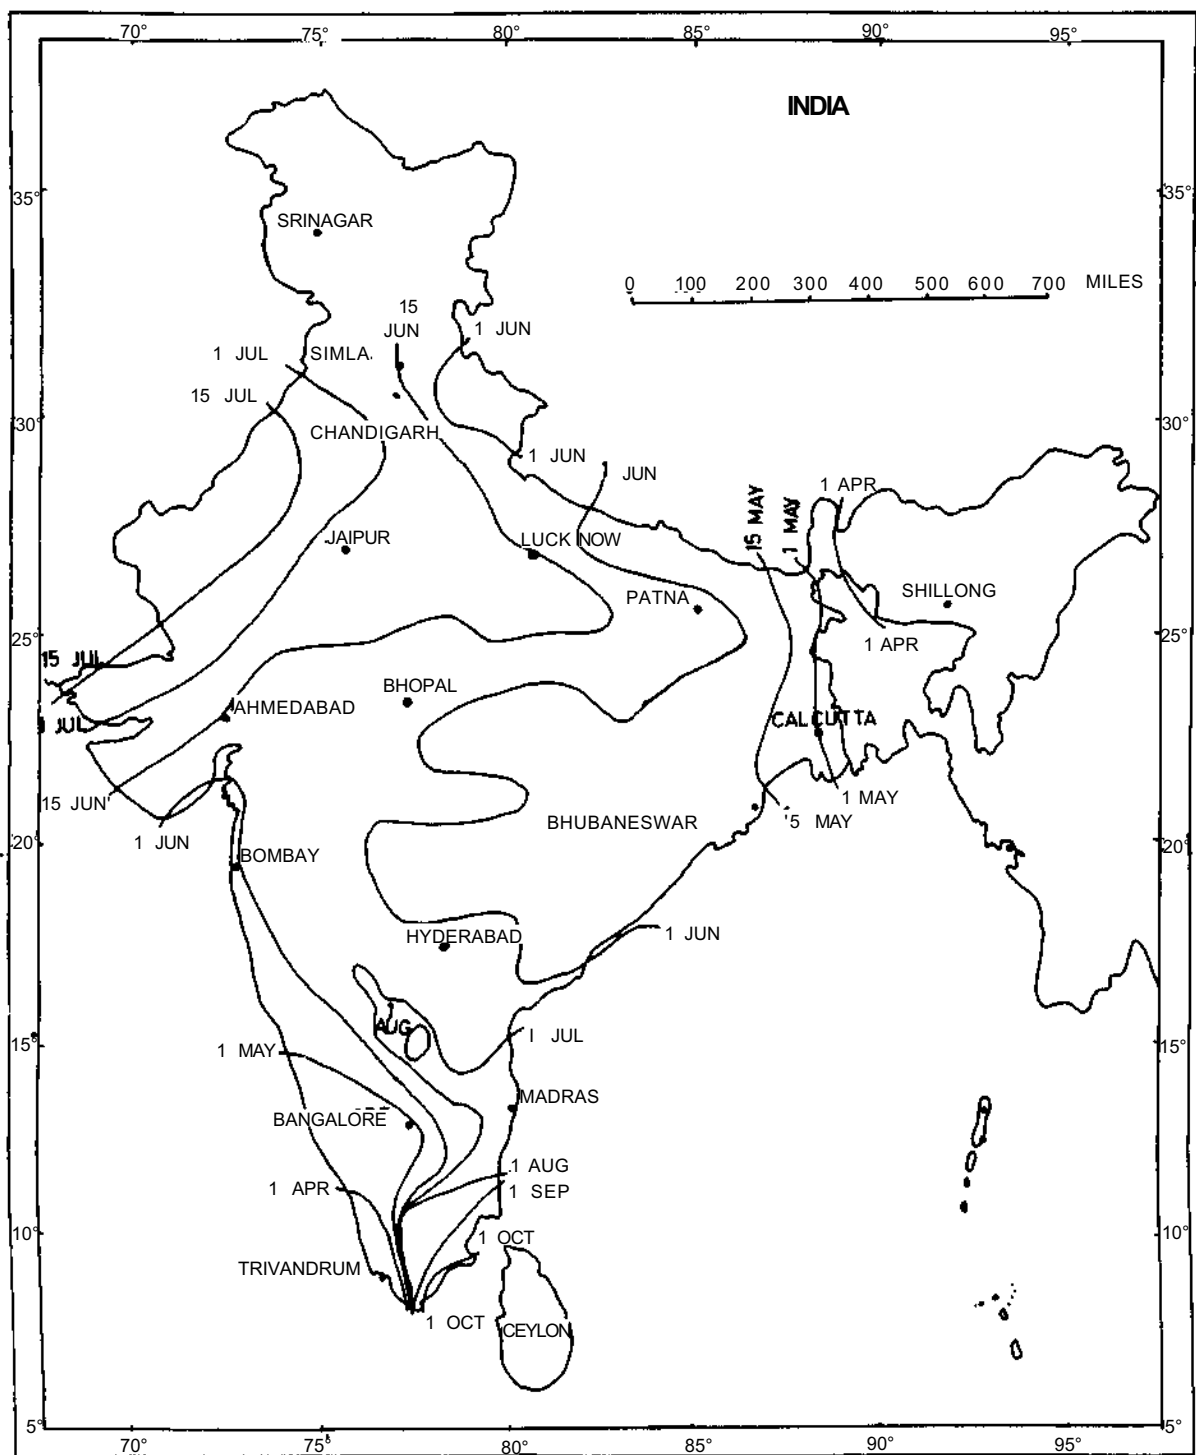 70° 75° 80° 85° 90° 95°
INDIA
35° 35°
SRINAGAR
0 100 200 300 400 500 600 700 MILES
15
JUN
1 JUN
1 JUL
SIMLA
15 JUL
30° 30°
CHANDIGARH
1 JUN
JUN
15 MAY
1 MAY
1 APR
JAIPUR
LUCK NOW
PATNA
SHILLONG
25° 25°
1 APR
15 JUL
BHOPAL
AHMEDABAD
JUL
CALCUTTA
15 JUN
1 MAY
'5 MAY
BHUBANESWAR
1 JUN
20° 20°
BOMBAY
HYDERABAD
1 JUN
AUG
1 JUL
15° 15°
1 MAY
MADRAS
BANGALORE
1 AUG
1 APR
1 SEP
10° 10°
1 OCT
TRIVANDRUM
1 OCT
CEYLON
5° 5°
70° 75° 80° 85° 90° 95°